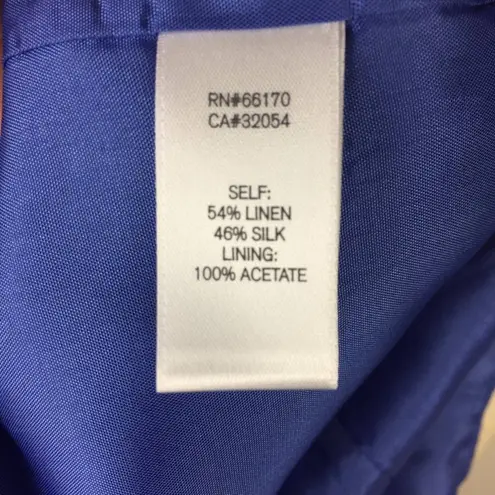 RN#66170
CA#32054
SELF:
54% LINEN
46% SILK
LINING:
100% ACETATE